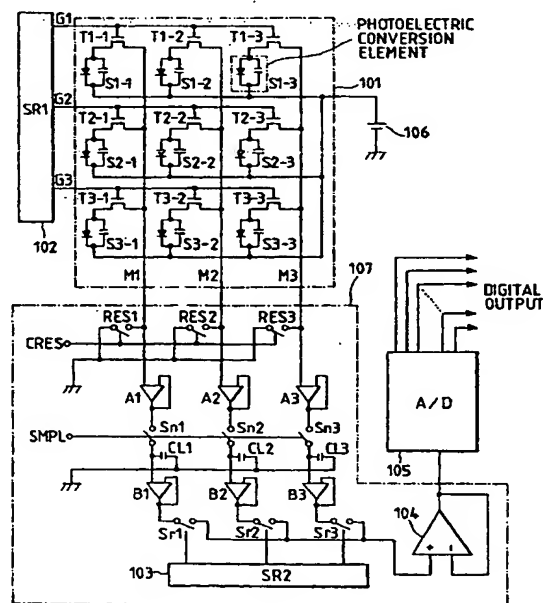 G1
T1-1 T1-2 T1-3
PHOTOELECTRIC
CONVERSION
ELEMENT
S1-1 S1-2 S1-3
101
SR1
G2
T2-1 T2-2 T2-3
106
S2-1 S2-2 S2-3
G3
T3-1 T3-2 T3-3
102
S3-1 S3-2 S3-3
M1 M2 M3
107
104
DIGITAL
OUTPUT
RES1 RES2 RES3
CRES
A1 A2 A3
A/D
Sn1 Sn2 Sn3
SMPL
CL1 CL2 CL3
105
B1 B2 B3
Sr1 Sr2 Sr3
+ -
103
SR2